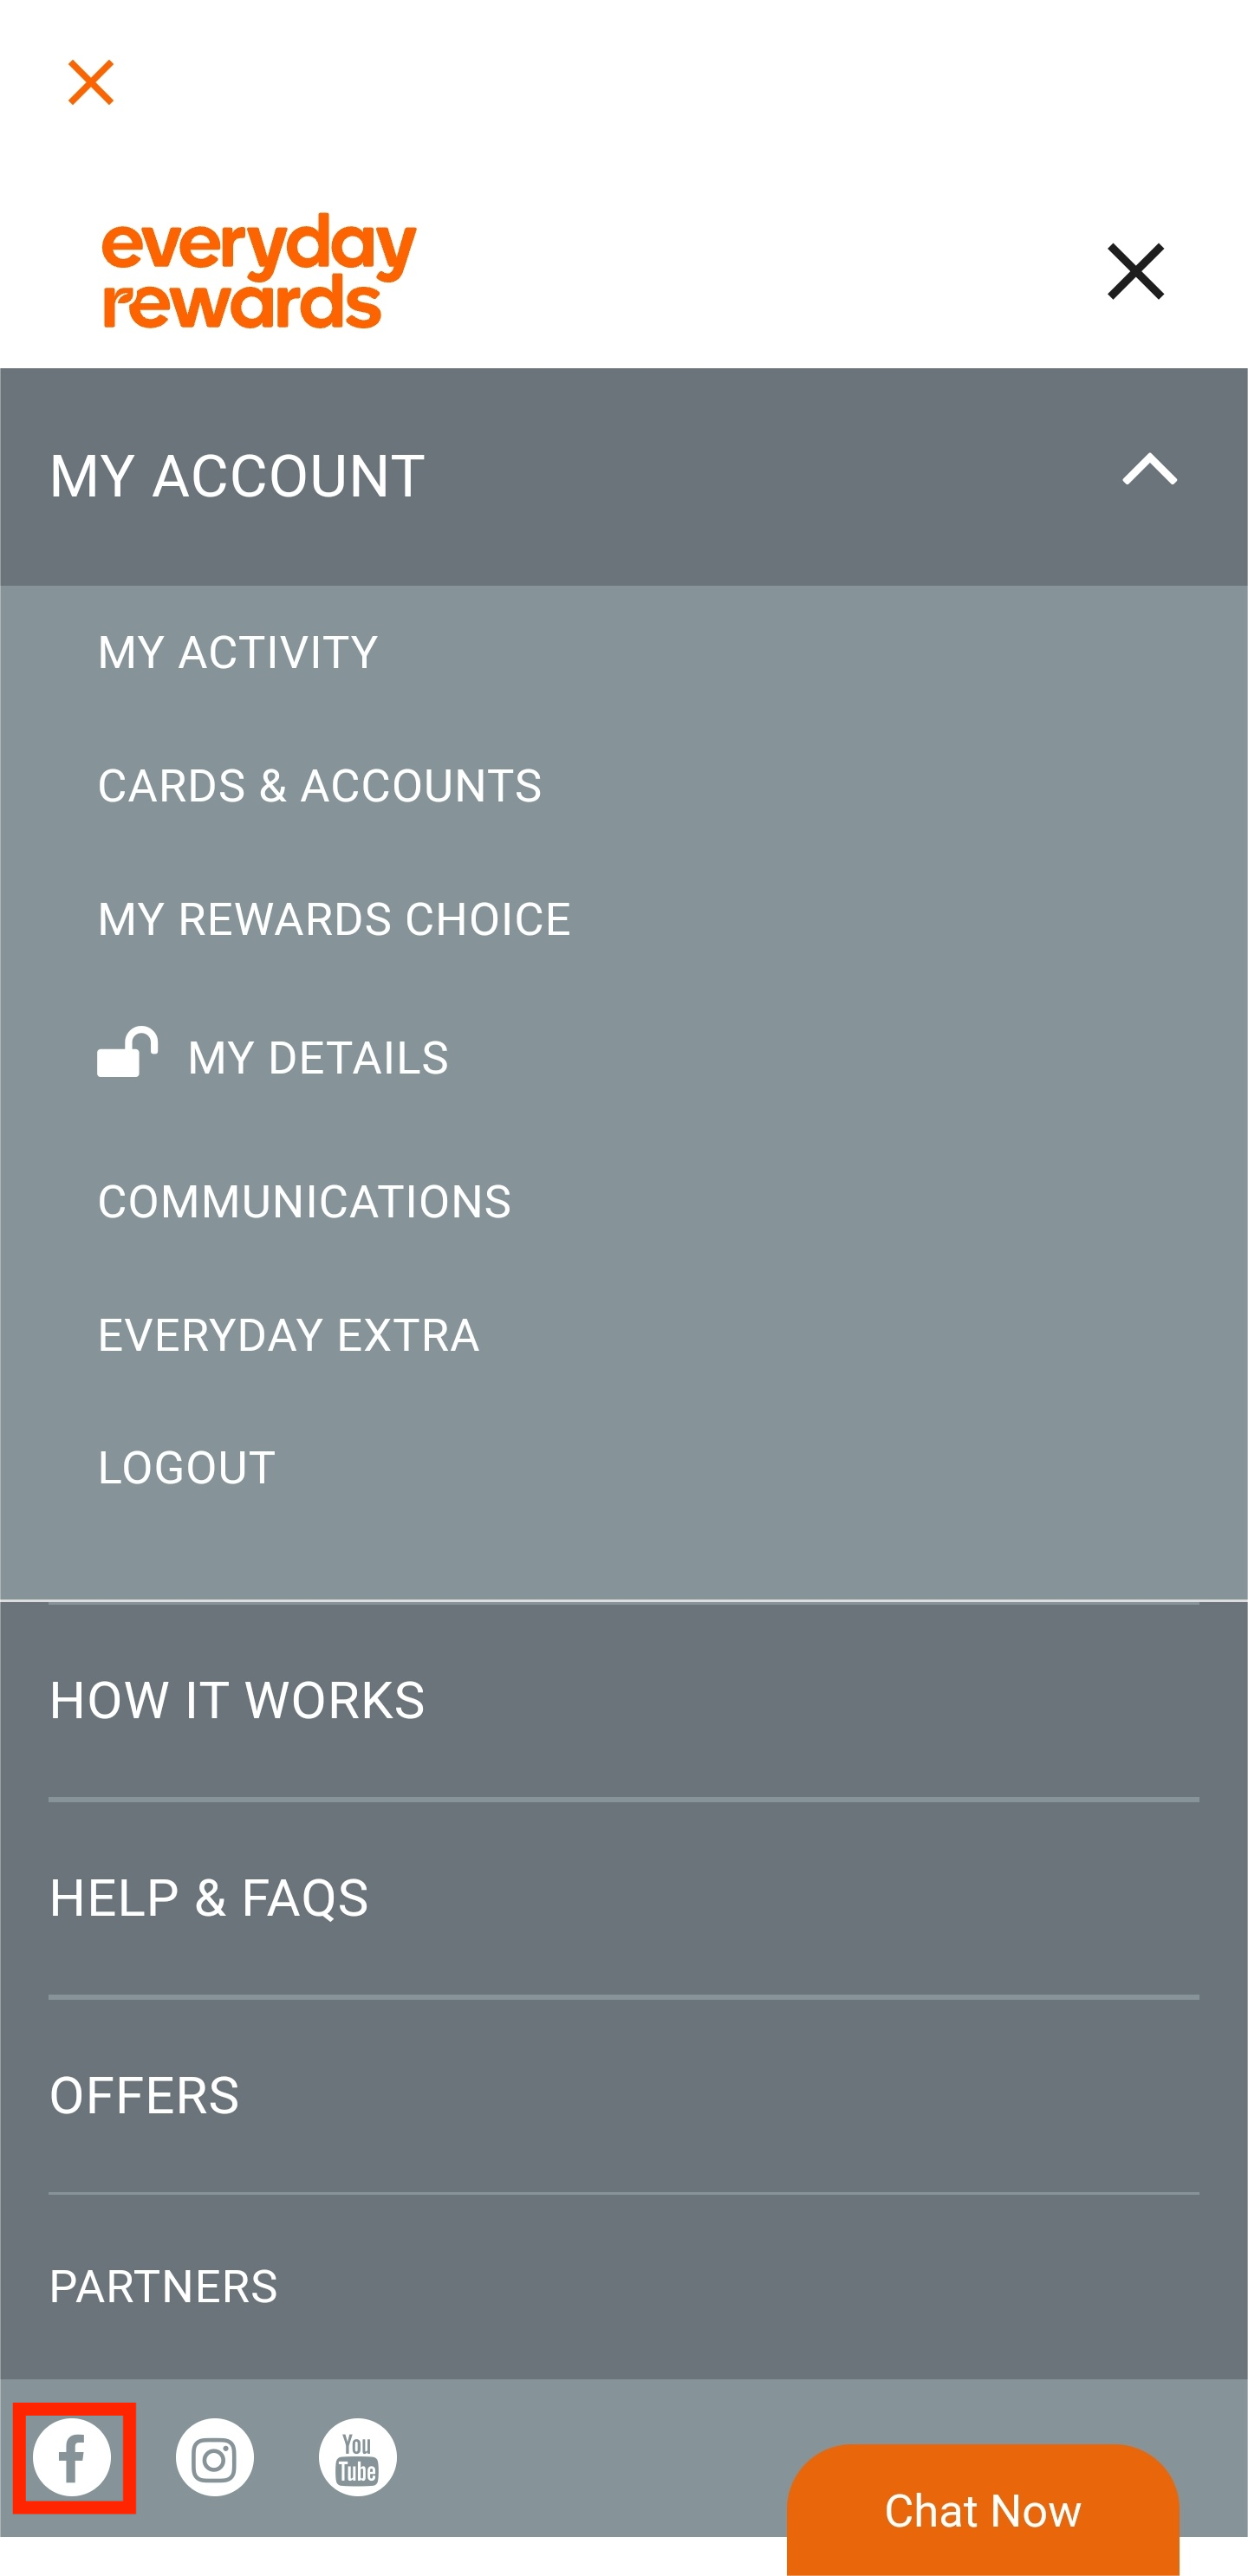 everyday
rewards
MY ACCOUNT
MY ACTIVITY
CARDS & ACCOUNTS
MY REWARDS CHOICE
MY DETAILS
COMMUNICATIONS
EVERYDAY EXTRA
LOGOUT
HOW IT WORKS
HELP & FAQS
OFFERS
PARTNERS
f
You
Tube
Chat Now